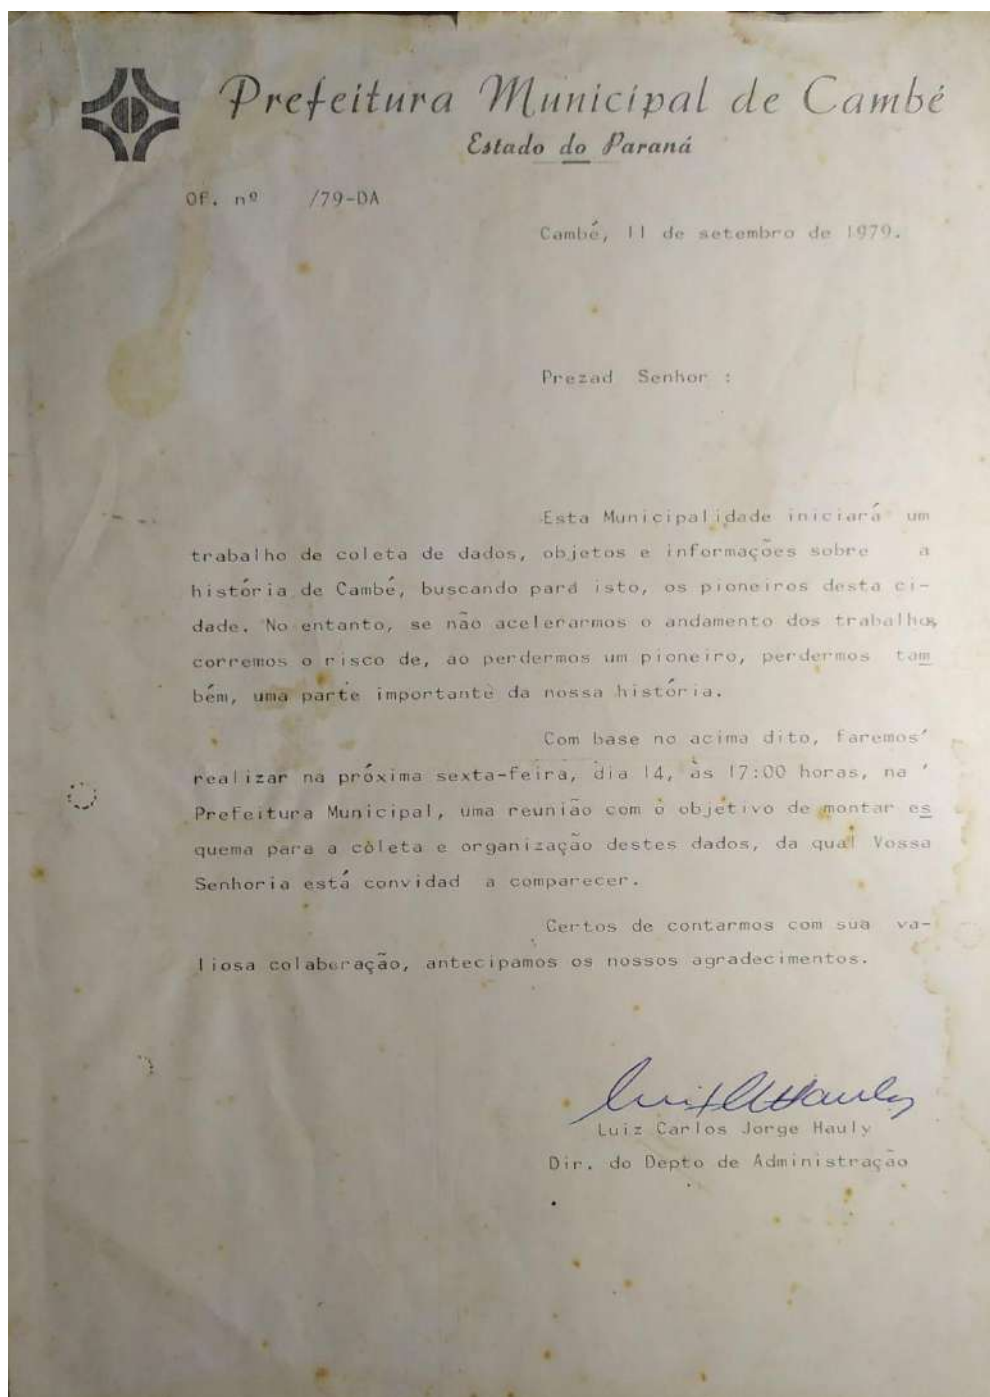 Prefeitura Municipal de Cambé
Estado do Paraná
OF. nº /79-DA
Cambé, 11 de setembro de 1979.
Prezad Senhor :
Esta Municipalidade iniciará um
trabalho de coleta de dados, objetos e informações sobre a
história de Cambé, buscando pará isto, os pioneiros desta ci-
dade. No entanto, se não acelerarmos o andamento dos trabalhos,
corremos o risco de, ao perdermos um pioneiro, perdermos tam
bém, uma parte importante da nossa história.
Com base no acima dito, faremos'
realizar na próxima sexta-feira, dia 14, às 17:00 horas, na '
Prefeitura Municipal, uma reunião com o objetivo de montar es
quema para a coleta e organização destes dados, da qual Vossa
Senhoria está convidad a comparecer.
Certos de contarmos com sua va-
liosa colaberação, antecipamos os nossos agradecimentos.
Luiz Carlos Jorge Hauly
Dir. do Depto de Administração